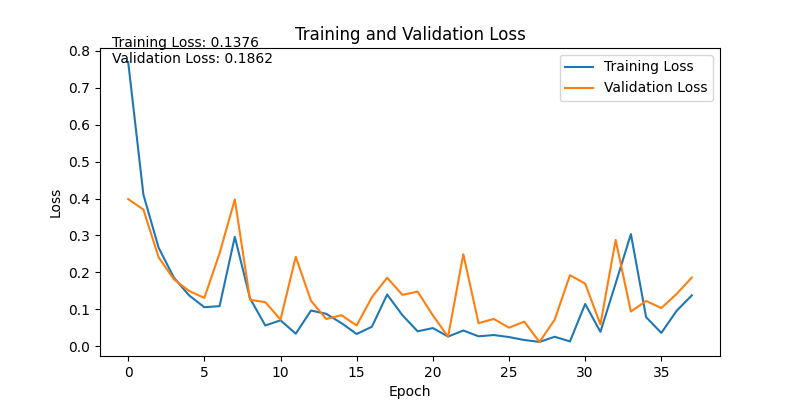 Training and Validation Loss
Training Loss: 0.1376
Validation Loss: 0.1862
Training Loss
Validation Loss
Loss
0.8
0.7
0.6
0.5
0.4
0.3
0.2
0.1
0.0
0 5 10 15 20 25 30 35
Epoch